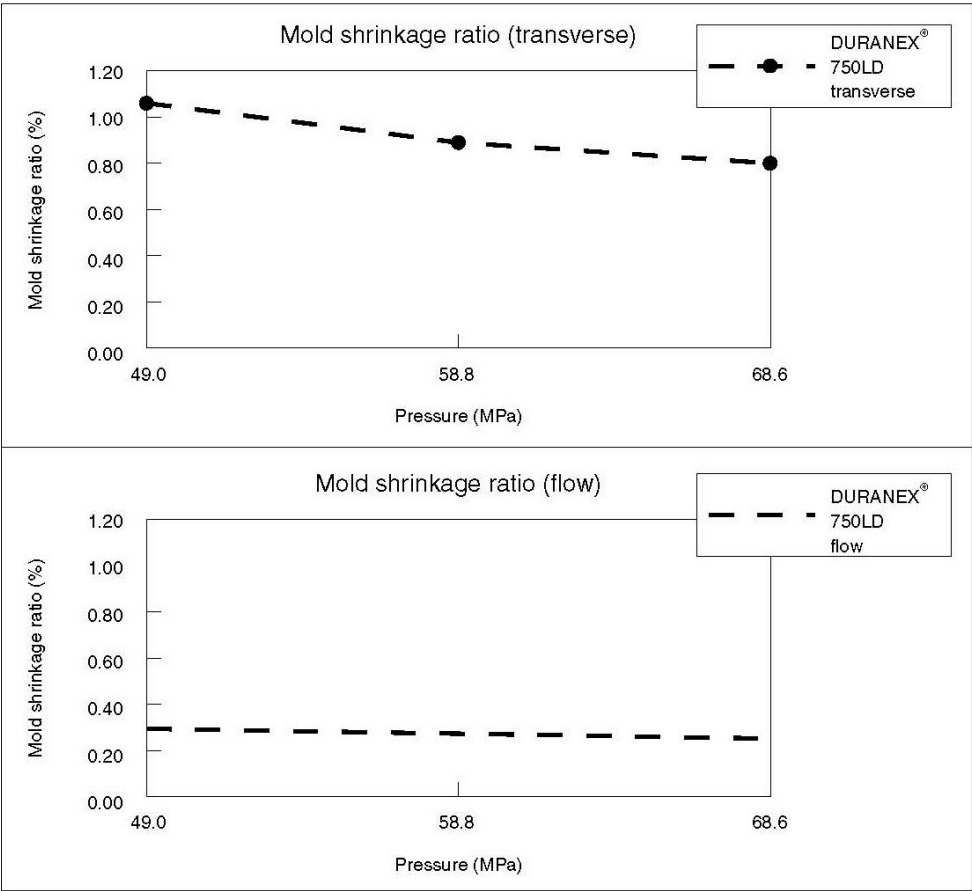 Mold shrinkage ratio (transverse)
DURANEX®
750LD
transverse
Mold shrinkage ratio (%)
1.20
1.00
0.80
0.60
0.40
0.20
0.00
49.0 58.8 68.6
Pressure (MPa)
Mold shrinkage ratio (flow)
DURANEX®
750LD
flow
Mold shrinkage ratio (%)
1.20
1.00
0.80
0.60
0.40
0.20
0.00
49.0 58.8 68.6
Pressure (MPa)